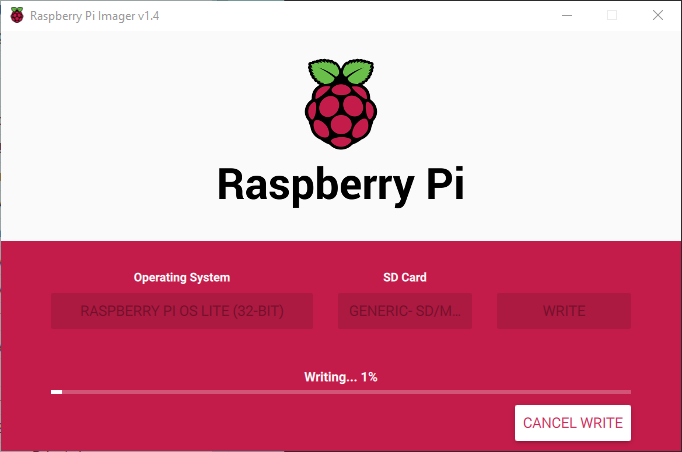 Raspberry Pi Imager v1.4
Raspberry Pi
Operating System
SD Card
RASPBERRY PI OS LITE (32-BIT)
GENERIC- SD/M...
WRITE
Writing... 1%
CANCEL WRITE